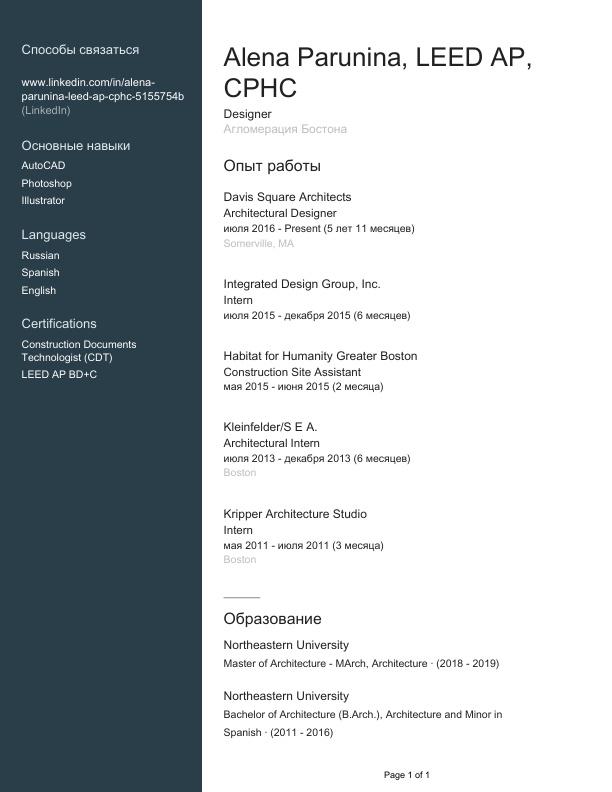 Способы связаться
www.linkedin.com/in/alena-
parunina-leed-ap-cphc-5155754b
(LinkedIn)
Основные навыки
AutoCAD
Photoshop
Illustrator
Languages
Russian
Spanish
English
Certifications
Construction Documents
Technologist (CDT)
LEED AP BD+C
Alena Parunina, LEED AP,
CPHC
Designer
Агломерация Бостона
Опыт работы
Davis Square Architects
Architectural Designer
июля 2016 - Present (5 лет 11 месяцев)
Somerville, MA
Integrated Design Group, Inc.
Intern
июля 2015 - декабря 2015 (6 месяцев)
Habitat for Humanity Greater Boston
Construction Site Assistant
мая 2015 - июня 2015 (2 месяца)
Kleinfelder/S E A.
Architectural Intern
июля 2013 - декабря 2013 (6 месяцев)
Boston
Kripper Architecture Studio
Intern
мая 2011 - июля 2011 (3 месяца)
Boston
Образование
Northeastern University
Master of Architecture - MArch, Architecture · (2018 - 2019)
Northeastern University
Bachelor of Architecture (B.Arch.), Architecture and Minor in
Spanish · (2011 - 2016)
Page 1 of 1